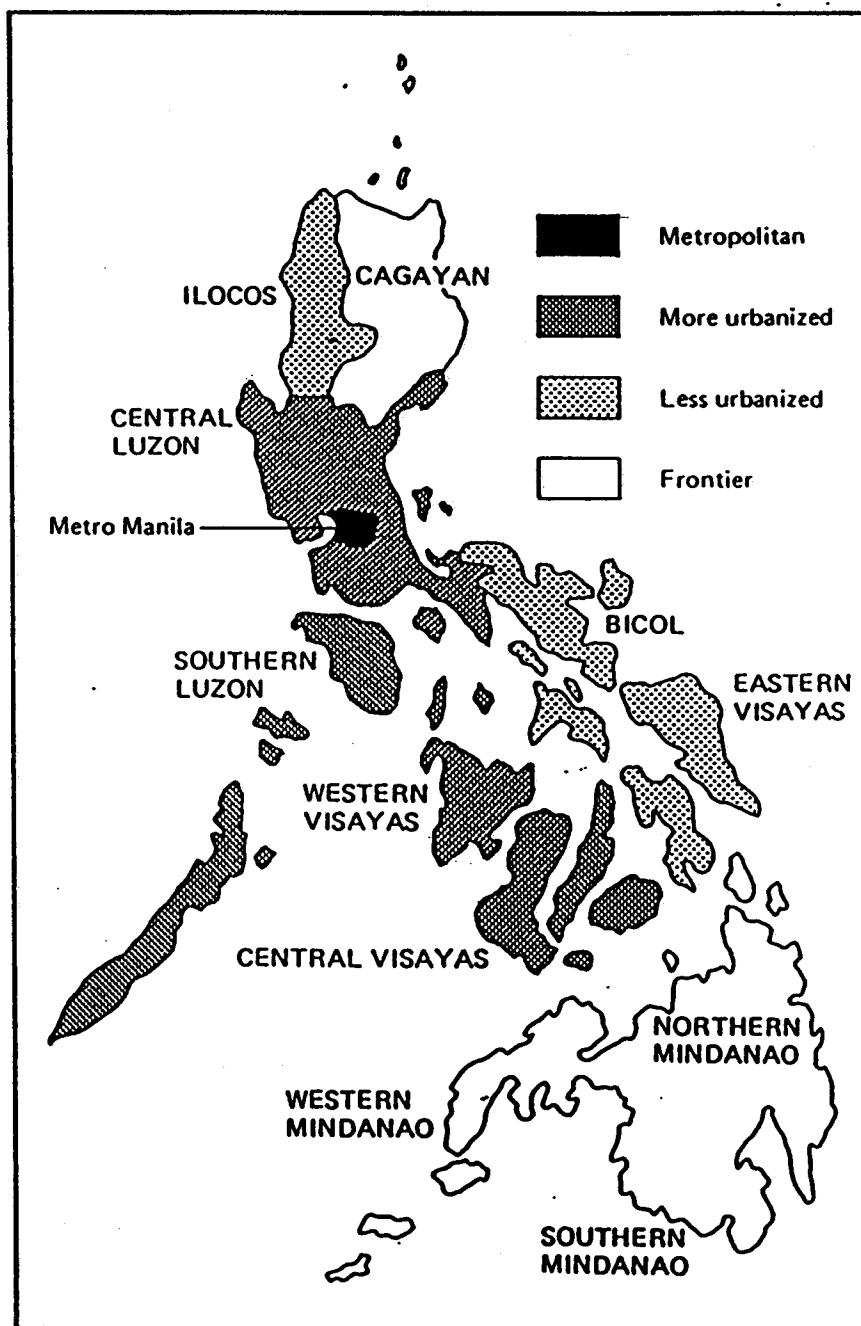 Metropolitan
ILOCOS
CAGAYAN
More urbanized
CENTRAL
LUZON
Less urbanized
Frontier
Metro Manila
BICOL
SOUTHERN
LUZON
EASTERN
VISAYAS
WESTERN
VISAYAS
CENTRAL VISAYAS
NORTHERN
MINDANAO
WESTERN
MINDANAO
SOUTHERN
MINDANAO